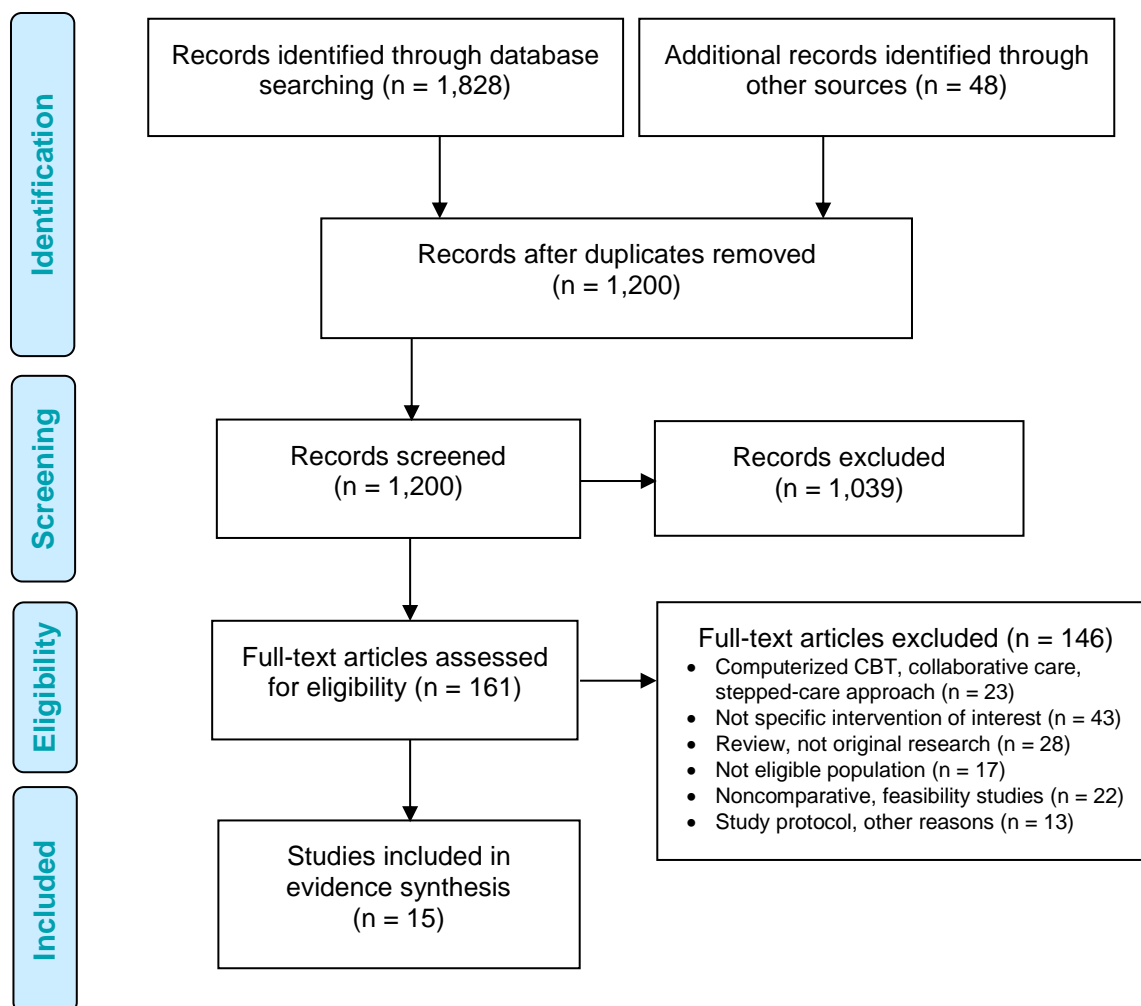 Identification
Records identified through database
searching (n = 1,828)
Additional records identified through
other sources (n = 48)
Records after duplicates removed
(n = 1,200)
Screening
Records screened
(n = 1,200)
Records excluded
(n = 1,039)
Eligibility
Full-text articles assessed
for eligibility (n = 161)
Full-text articles excluded (n = 146)
• Computerized CBT, collaborative care,
stepped-care approach (n = 23)
• Not specific intervention of interest (n = 43)
• Review, not original research (n = 28)
• Not eligible population (n = 17)
• Noncomparative, feasibility studies (n = 22)
• Study protocol, other reasons (n = 13)
Included
Studies included in
evidence synthesis
(n = 15)